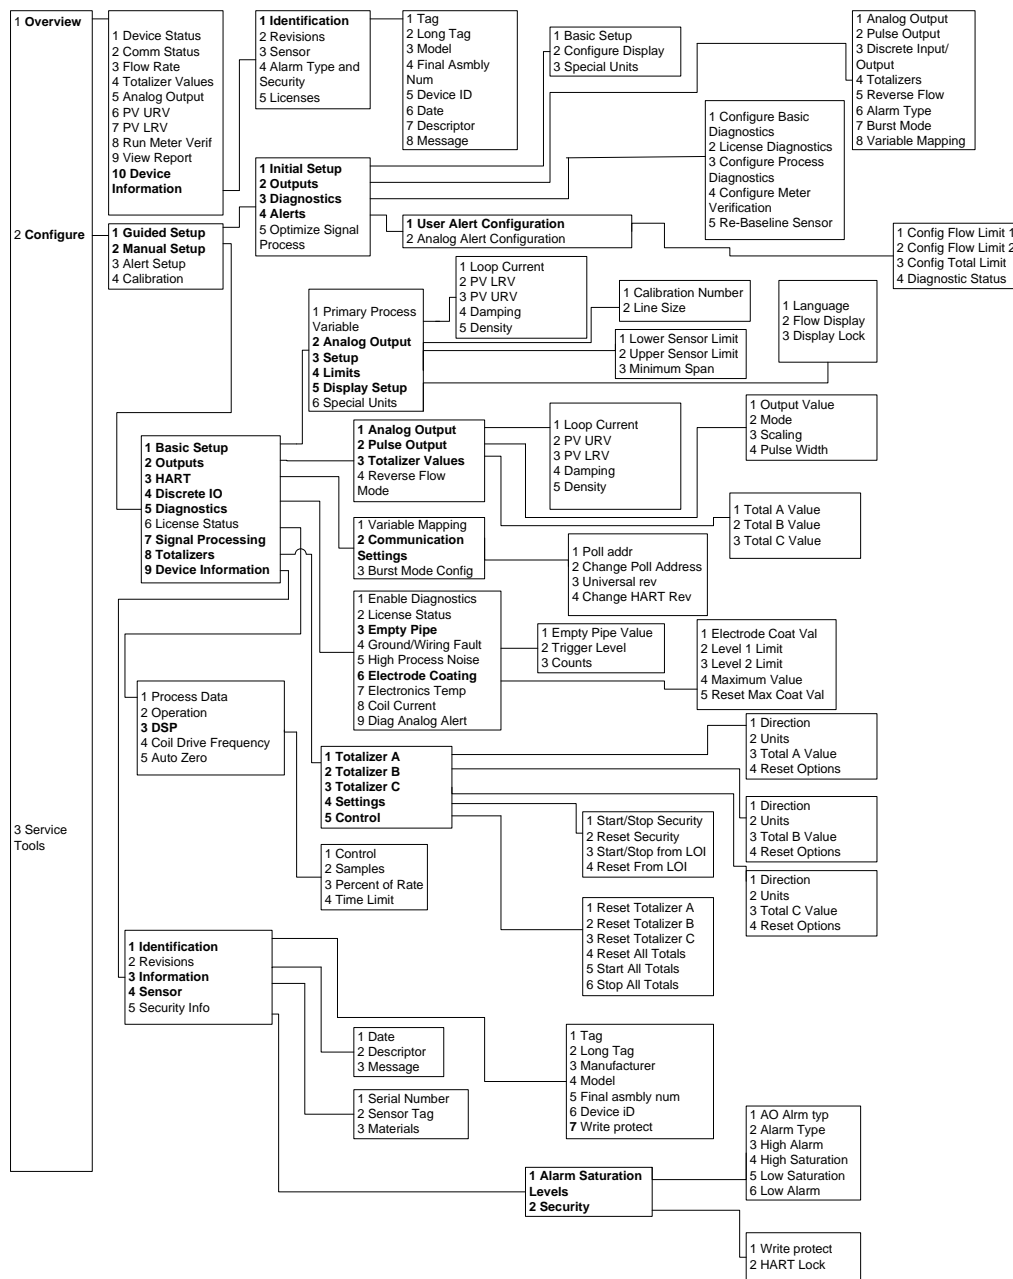 1 Overview
1 Device Status
2 Comm Status
3 Flow Rate
4 Totalizer Values
5 Analog Output
6 PV URV
7 PV LRV
8 Run Meter Verif
9 View Report
10 Device
Information
1 Identification
2 Revisions
3 Sensor
4 Alarm Type and
Security
5 Licenses
1 Tag
2 Long Tag
3 Model
4 Final Asmbly
Num
5 Device ID
6 Date
7 Descriptor
8 Message
1 Basic Setup
2 Configure Display
3 Special Units
1 Analog Output
2 Pulse Output
3 Discrete Input/
Output
4 Totalizers
5 Reverse Flow
6 Alarm Type
7 Burst Mode
8 Variable Mapping
1 Configure Basic
Diagnostics
2 License Diagnostics
3 Configure Process
Diagnostics
4 Configure Meter
Verification
5 Re-Baseline Sensor
1 Initial Setup
2 Outputs
3 Diagnostics
4 Alerts
5 Optimize Signal
Process
2 Configure
1 Guided Setup
2 Manual Setup
3 Alert Setup
4 Calibration
1 User Alert Configuration
2 Analog Alert Configuration
1 Config Flow Limit 1
2 Config Flow Limit 2
3 Config Total Limit
4 Diagnostic Status
1 Loop Current
2 PV LRV
3 PV URV
4 Damping
5 Density
1 Calibration Number
2 Line Size
1 Language
2 Flow Display
3 Display Lock
1 Primary Process
Variable
2 Analog Output
3 Setup
4 Limits
5 Display Setup
6 Special Units
1 Lower Sensor Limit
2 Upper Sensor Limit
3 Minimum Span
1 Basic Setup
2 Outputs
3 HART
4 Discrete IO
5 Diagnostics
6 License Status
7 Signal Processing
8 Totalizers
9 Device Information
1 Analog Output
2 Pulse Output
3 Totalizer Values
4 Reverse Flow
Mode
1 Loop Current
2 PV URV
3 PV LRV
4 Damping
5 Density
1 Output Value
2 Mode
3 Scaling
4 Pulse Width
1 Total A Value
2 Total B Value
3 Total C Value
1 Variable Mapping
2 Communication
Settings
3 Burst Mode Config
1 Poll addr
2 Change Poll Address
3 Universal rev
4 Change HART Rev
1 Enable Diagnostics
2 License Status
3 Empty Pipe
4 Ground/Wiring Fault
5 High Process Noise
6 Electrode Coating
7 Electronics Temp
8 Coil Current
9 Diag Analog Alert
1 Empty Pipe Value
2 Trigger Level
3 Counts
1 Electrode Coat Val
2 Level 1 Limit
3 Level 2 Limit
4 Maximum Value
5 Reset Max Coat Val
1 Process Data
2 Operation
3 DSP
4 Coil Drive Frequency
5 Auto Zero
1 Totalizer A
2 Totalizer B
3 Totalizer C
4 Settings
5 Control
1 Direction
2 Units
3 Total A Value
4 Reset Options
1 Direction
2 Units
3 Total B Value
4 Reset Options
1 Direction
2 Units
3 Total C Value
4 Reset Options
3 Service
Tools
1 Start/Stop Security
2 Reset Security
3 Start/Stop from LOI
4 Reset From LOI
1 Control
2 Samples
3 Percent of Rate
4 Time Limit
1 Reset Totalizer A
2 Reset Totalizer B
3 Reset Totalizer C
4 Reset All Totals
5 Start All Totals
6 Stop All Totals
1 Identification
2 Revisions
3 Information
4 Sensor
5 Security Info
1 Date
2 Descriptor
3 Message
1 Tag
2 Long Tag
3 Manufacturer
4 Model
5 Final asmbly num
6 Device iD
7 Write protect
1 Serial Number
2 Sensor Tag
3 Materials
1 Alarm Saturation
Levels
2 Security
1 AO Alrm typ
2 Alarm Type
3 High Alarm
4 High Saturation
5 Low Saturation
6 Low Alarm
1 Write protect
2 HART Lock